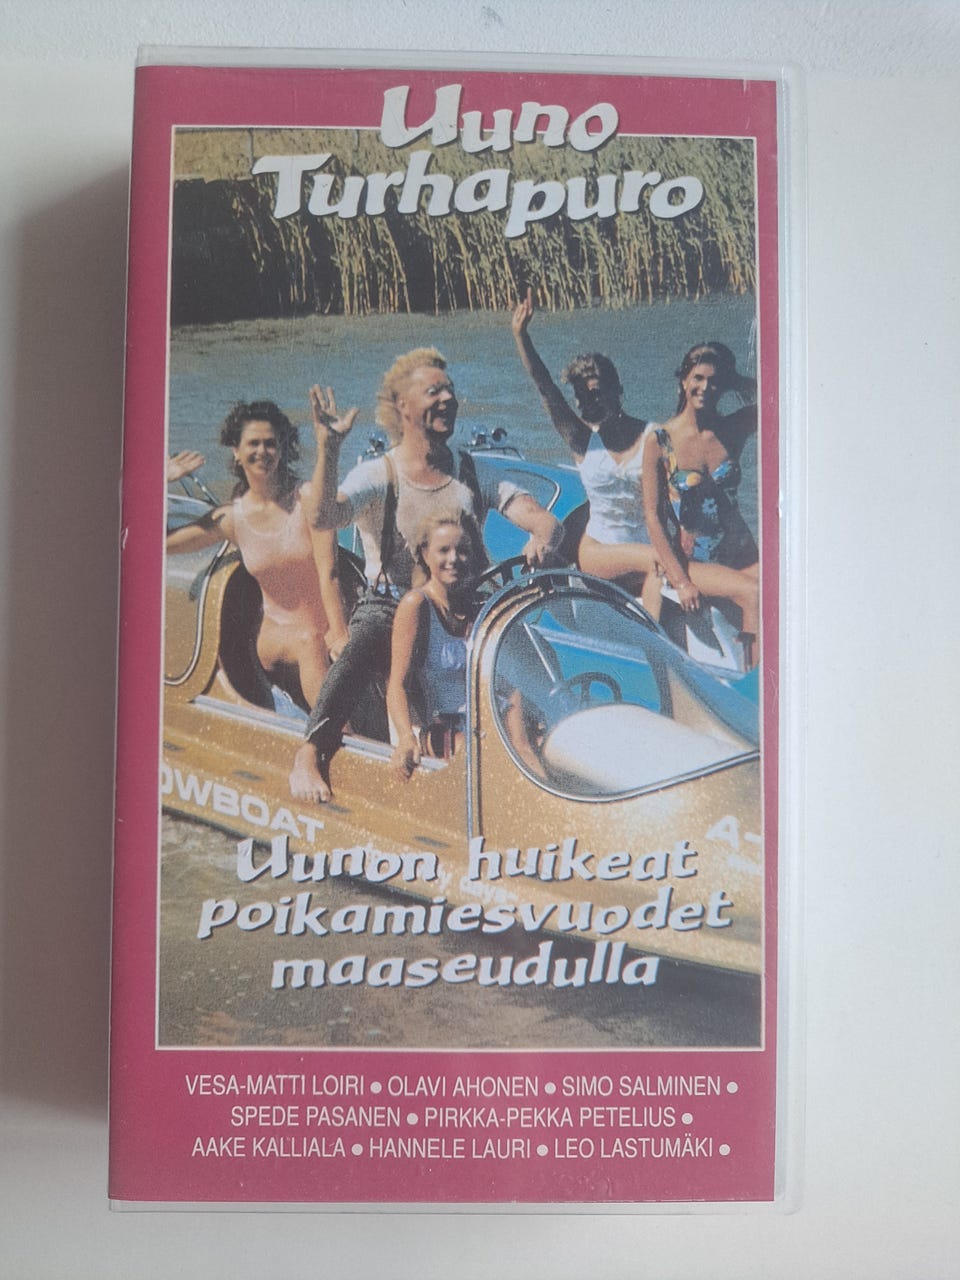 Uuno
Turhapuro
OWBOAT
A-
Uunon huikeat
poikamiesvuodet
maaseudulla
VESA-MATTI LOIRI ● OLAVI AHONEN ● SIMO SALMINEN ●
SPEDE PASANEN ● PIRKKA-PEKKA PETELIUS ●
AAKE KALLIALA ● HANNELE LAURI ● LEO LASTUMÄKI ●